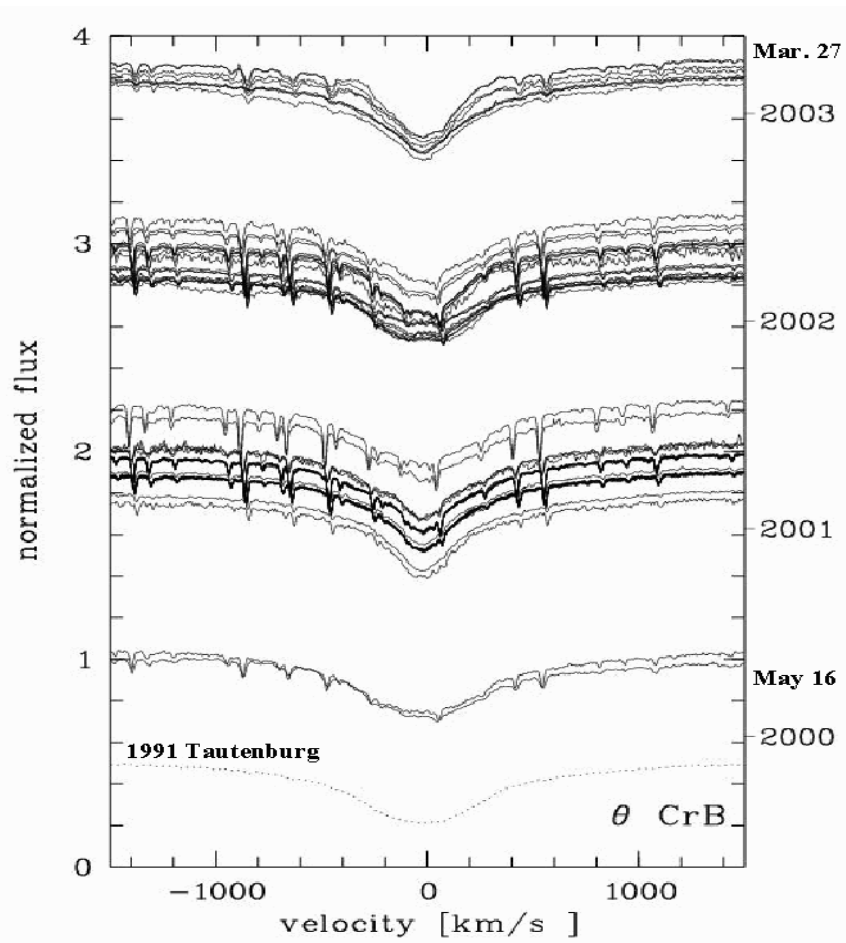 4
Mar. 27
2003
3
2002
normalized flux
2
2001
1
May 16
2000
1991 Tautenburg
θ CrB
0
−1000 0 1000
velocity [km/s ]